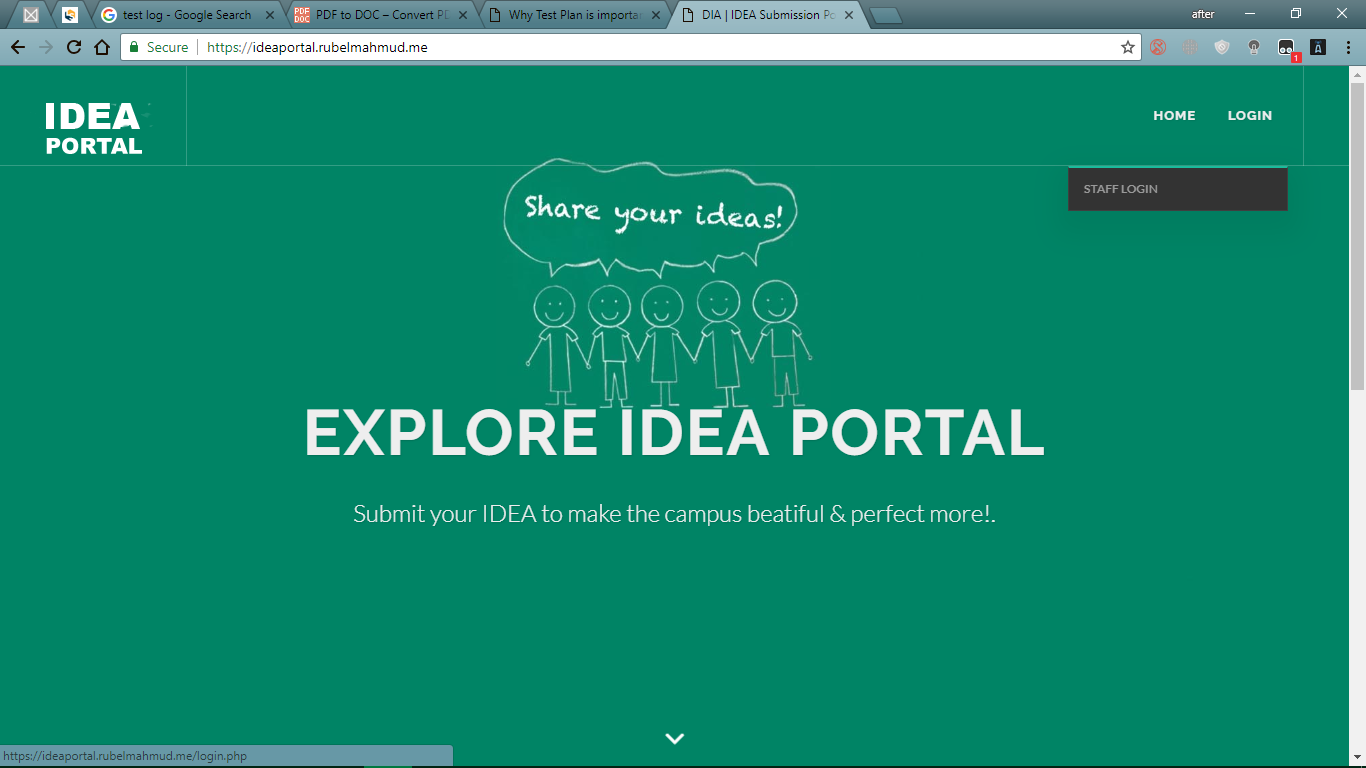 test log - Google Search
PDF to DOC – Convert PD
Why Test Plan is importan
DIA | IDEA Submission Po
after
Secure
https://ideaportal.rubelmahmud.me
1
IDEA
PORTAL
HOME
LOGIN
STAFF LOGIN
Share your ideas!
EXPLORE IDEA PORTAL
Submit your IDEA to make the campus beatiful & perfect more!.
https://ideaportal.rubelmahmud.me/login.php